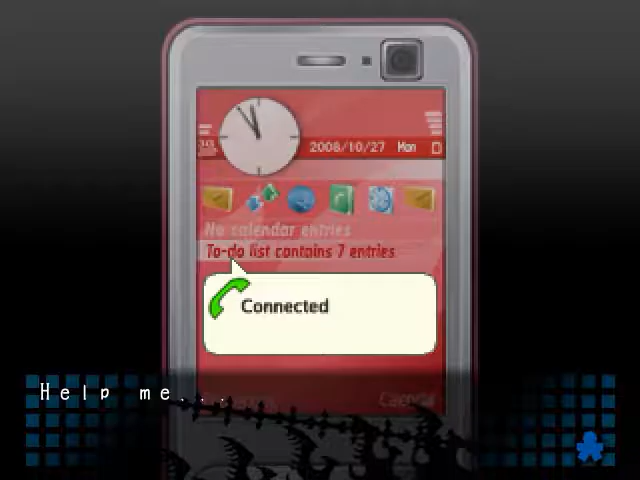 2008/10/27 Mon
No calendar entries
To-do list contains 7 entries
Connected
Help me...